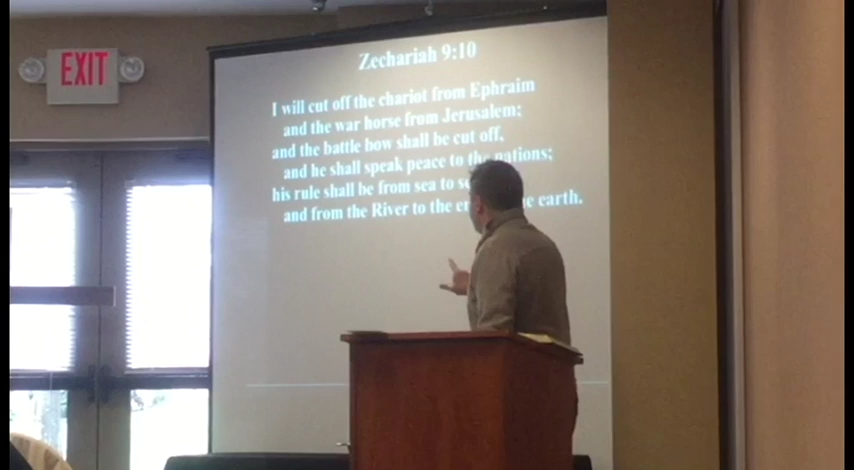 EXIT
Zechariah 9:10
I will cut off the chariot from Ephraim
and the war horse from Jerusalem;
and the battle bow shall be cut off,
and he shall speak peace to the nations;
his rule shall be from sea to
and from the River to the earth.